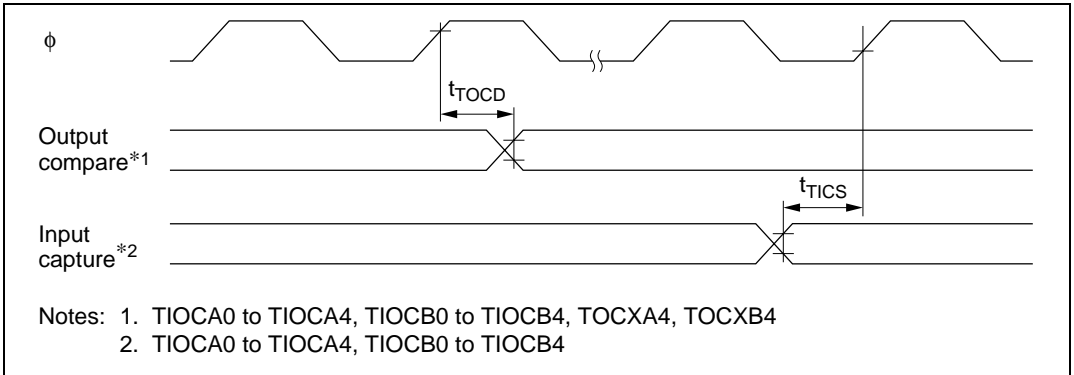 ϕ
tTOCD
Output
compare*1
tTICS
Input
capture*2
Notes: 1. TIOCA0 to TIOCA4, TIOCB0 to TIOCB4, TOCXA4, TOCXB4
2. TIOCA0 to TIOCA4, TIOCB0 to TIOCB4